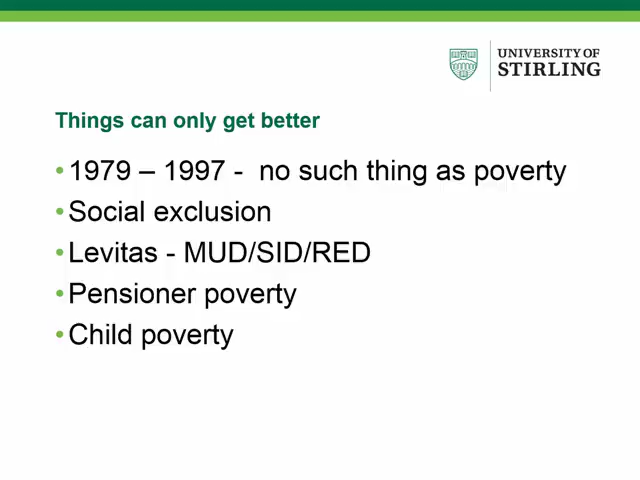 UNIVERSITY OF
STIRLING
Things can only get better
•1979 – 1997 -  no such thing as poverty
•Social exclusion
•Levitas - MUD/SID/RED
•Pensioner poverty
•Child poverty